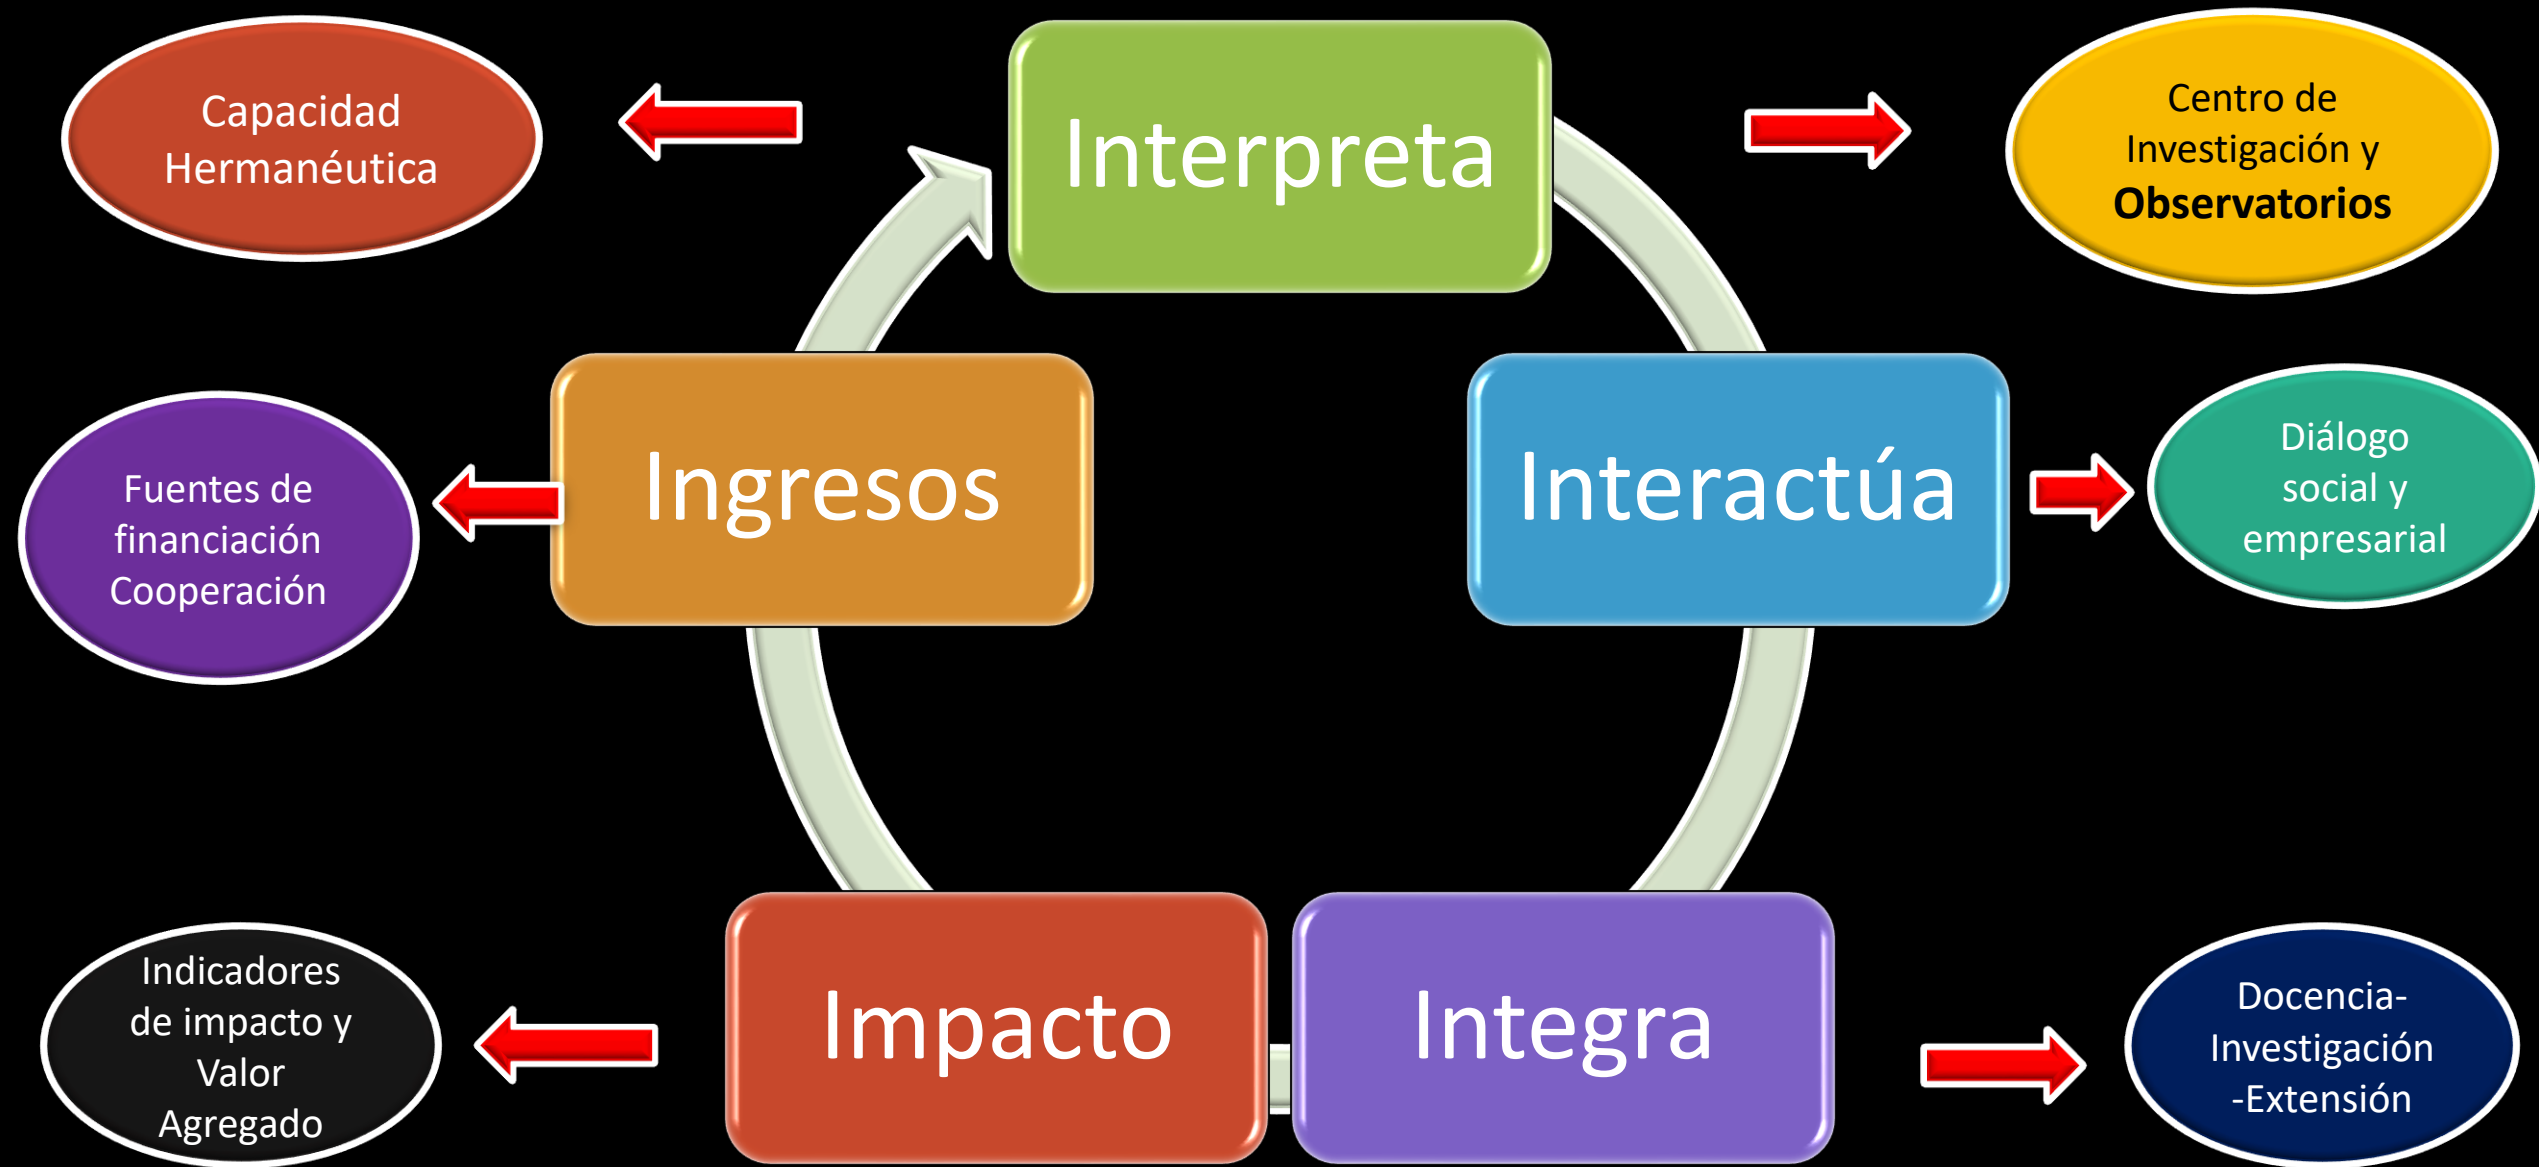 Capacidad
Hermanéutica
Interpreta
Centro de
Investigación y
Observatorios
Fuentes de
financiación
Cooperación
Ingresos
Interactúa
Diálogo
social y
empresarial
Indicadores
de impacto y
Valor
Agregado
Impacto
Integra
Docencia-
Investigación
-Extensión